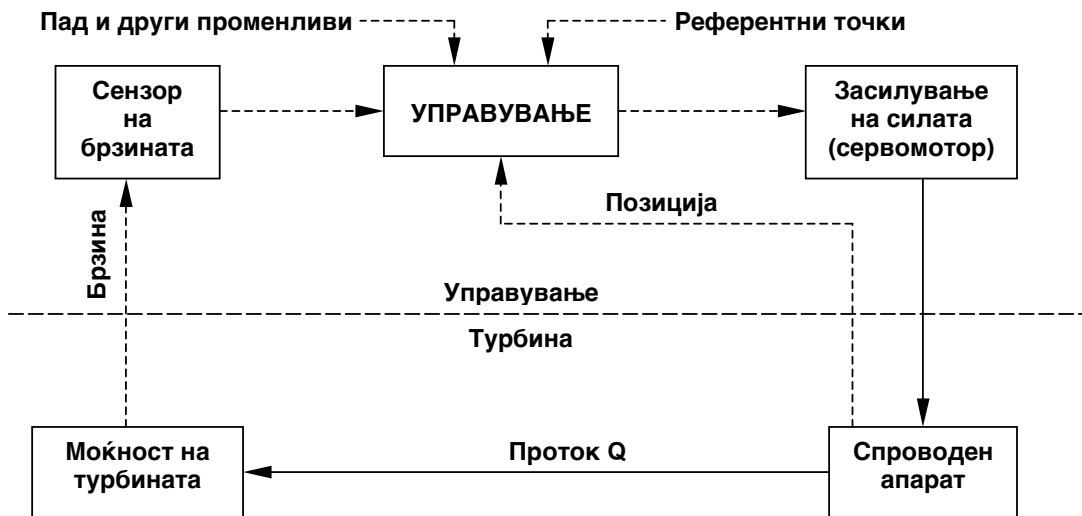 Пад и други променливи
Референтни точки
Сензор
на
брзината
УПРАВУВАЊЕ
Засилување
на силата
(сервомотор)
Позиција
Брзина
Управување
Турбина
Моќност на
турбината
Проток Q
Спроводен
апарат